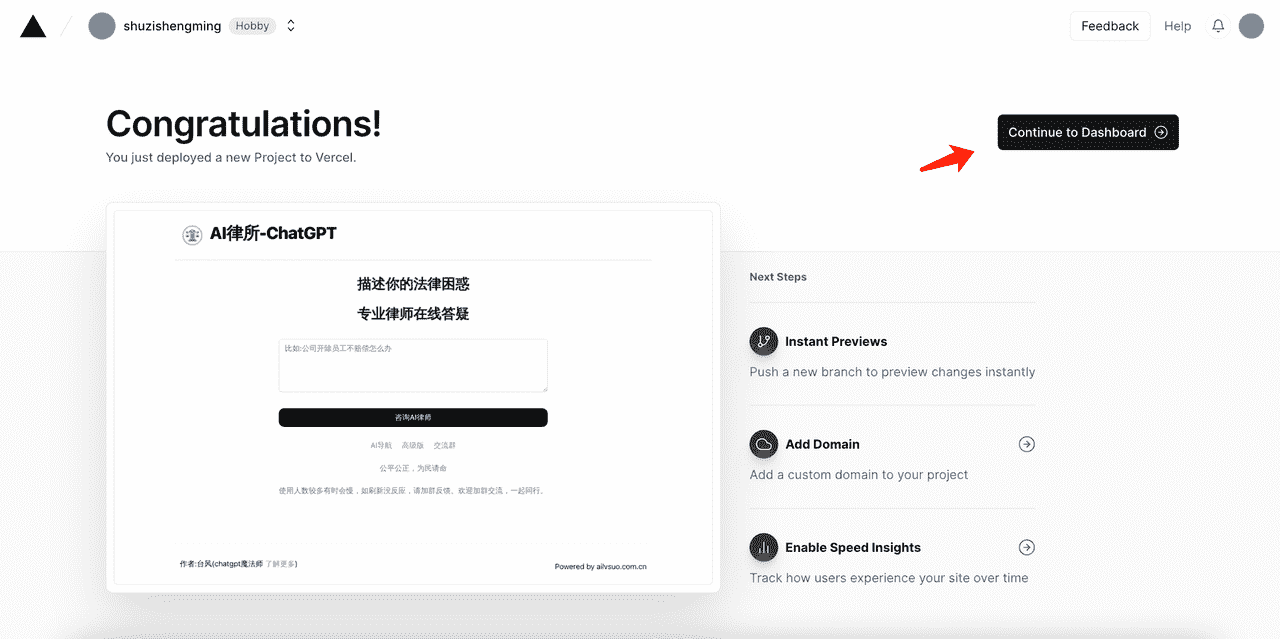 shuzishengming Hobby
Feedback Help
Congratulations!
You just deployed a new Project to Vercel.
Continue to Dashboard
AI律所-ChatGPT
描述你的法律困惑
专业律师在线答疑
比如:公司开除员工不赔偿怎么办
咨询AI律师
AI导航 高级版 交流群
公平公正，为民请命
使用人数较多有时会慢，如刷新没反应，请加群反馈。欢迎加群交流，一起同行。
作者:台风(chatgpt魔法师 了解更多)
Powered by ailvsuo.com.cn
Next Steps
Instant Previews
Push a new branch to preview changes instantly
Add Domain
Add a custom domain to your project
Enable Speed Insights
Track how users experience your site over time